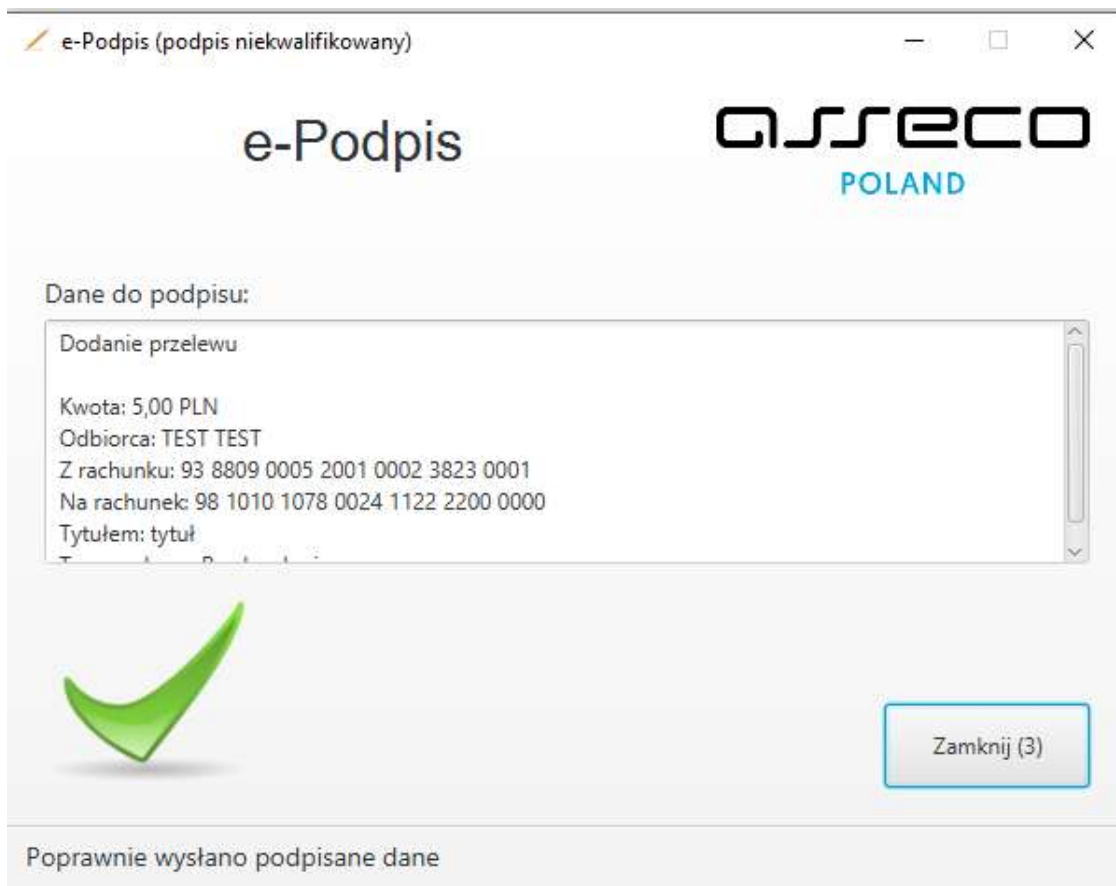 e-Podpis (podpis niekwalifikowany)
e-Podpis
asseco
POLAND
Dane do podpisu:
Dodanie przelewu
Kwota: 5,00 PLN
Odbiorca: TEST TEST
Z rachunku: 93 8809 0005 2001 0002 3823 0001
Na rachunek: 98 1010 1078 0024 1122 2200 0000
Tytułem: tytuł
Zamknij (3)
Poprawnie wysłano podpisane dane